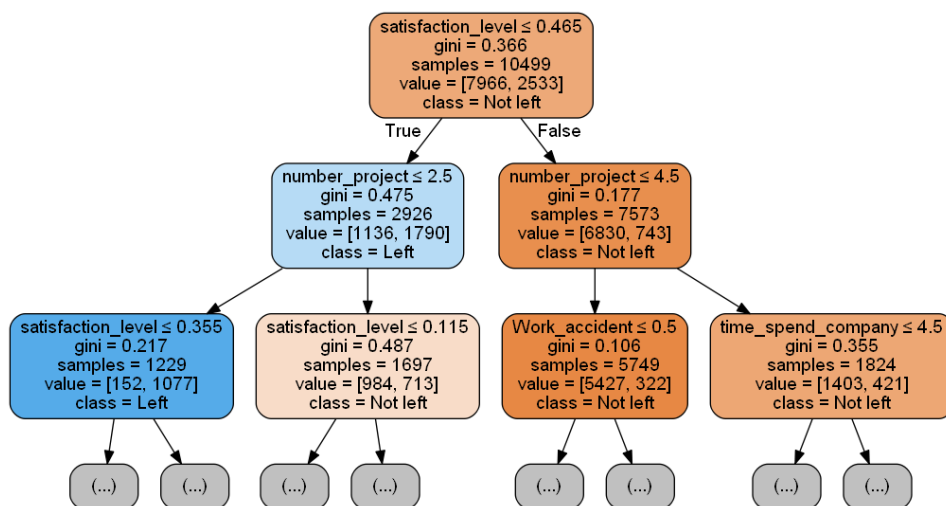 satisfaction_level ≤ 0.465
gini = 0.366
samples = 10499
value = [7966, 2533]
class = Not left
True
False
number_project ≤ 2.5
gini = 0.475
samples = 2926
value = [1136, 1790]
class = Left
number_project ≤ 4.5
gini = 0.177
samples = 7573
value = [6830, 743]
class = Not left
satisfaction_level ≤ 0.355
gini = 0.217
samples = 1229
value = [152, 1077]
class = Left
satisfaction_level ≤ 0.115
gini = 0.487
samples = 1697
value = [984, 713]
class = Not left
Work_accident ≤ 0.5
gini = 0.106
samples = 5749
value = [5427, 322]
class = Not left
time_spend_company ≤ 4.5
gini = 0.355
samples = 1824
value = [1403, 421]
class = Not left
(...)
(...)
(...)
(...)
(...)
(...)
(...)
(...)